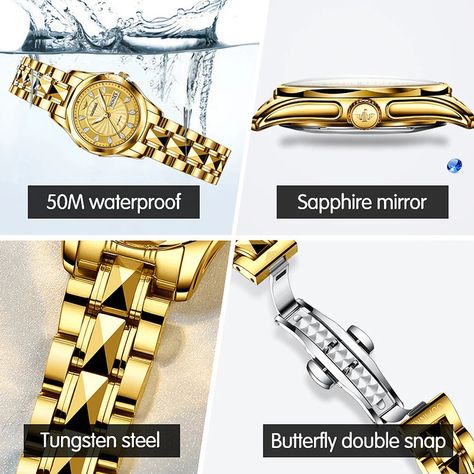 50M waterproof
Sapphire mirror
Tungsten steel
Butterfly double snap